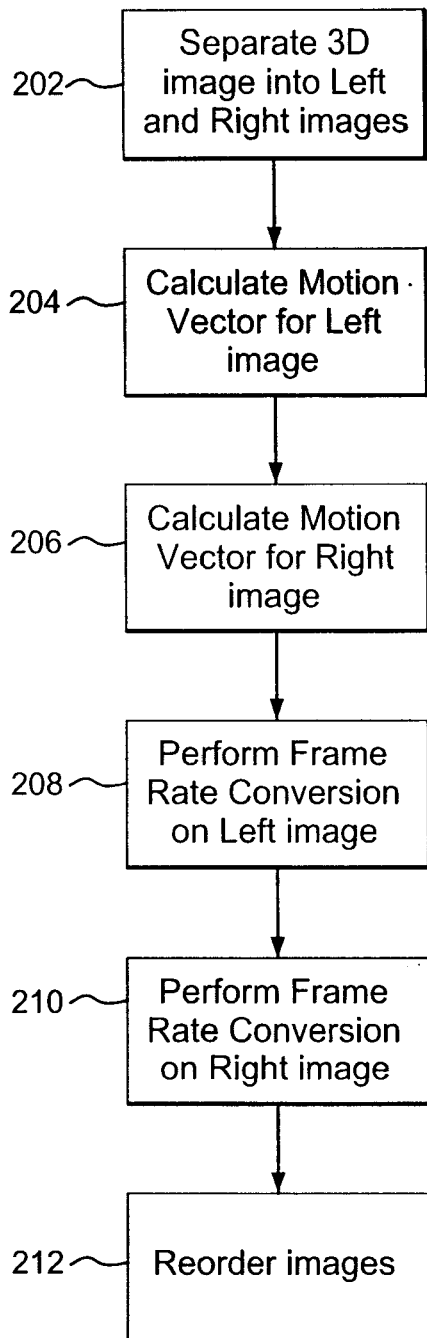 202
Separate 3D
image into Left
and Right images
204
Calculate Motion
Vector for Left
image
206
Calculate Motion
Vector for Right
image
208
Perform Frame
Rate Conversion
on Left image
210
Perform Frame
Rate Conversion
on Right image
212
Reorder images